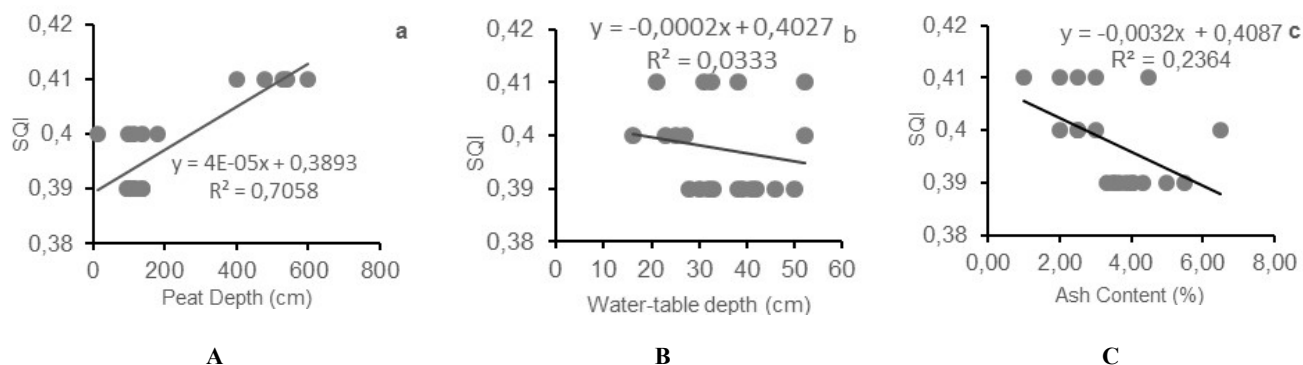 0,42
0,41
0,4
0,39
0,38
SQI
a
y = 4E-05x + 0,3893
R² = 0,7058
0 200 400 600 800
Peat Depth (cm)
A
0,42
0,41
0,4
0,39
0,38
SQI
y = -0,0002x + 0,4027
b
R² = 0,0333
0 10 20 30 40 50 60
Water-table depth (cm)
B
0,42
0,41
0,4
0,39
0,38
SQI
y = -0,0032x + 0,4087 c
R² = 0,2364
0,00 2,00 4,00 6,00 8,00
Ash Content (%)
C